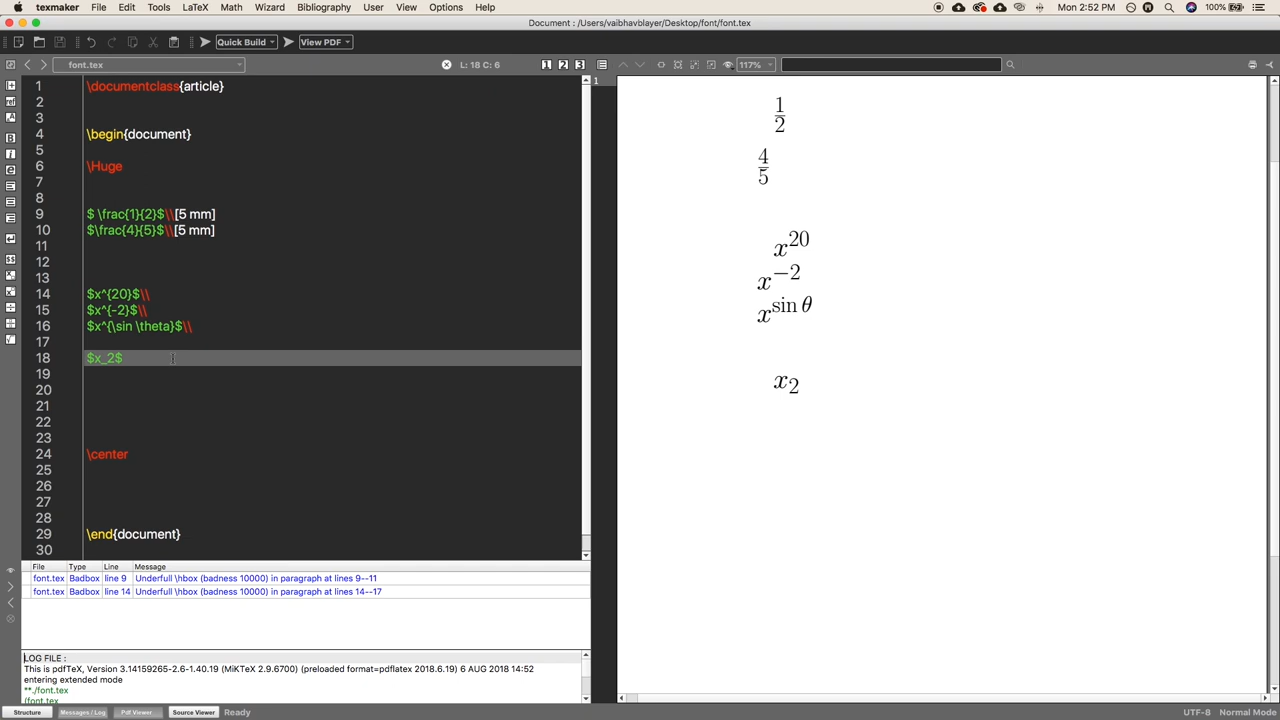 texmaker File Edit Tools LaTeX Math Wizard Bibliography User View Options Help 100% Mon 2:52 PM
Document : /Users/vaibhavblayer/Desktop/font/font.tex
Quick Build View PDF
font.tex L: 18 C: 6 1 2 3 117%
1 \documentclass{article}
2
3
4 \begin{document}
5
6 \Huge
7
8
9 $ \frac{1}{2}$\\[5 mm]
10 $\frac{4}{5}$\\[5 mm]
11
12
13
14 $x^{20}$\\
15 $x^{-2}$\\
16 $x^{\sin \theta}$\\
17
18 $x_2$
19
20
21
22
23
24 \center
25
26
27
28
29 \end{document}
30
1
1
2
4
5
x20
x−2
xsin θ
x2
File Type Line Message
font.tex Badbox line 9 Underfull \hbox (badness 10000) in paragraph at lines 9--11
font.tex Badbox line 14 Underfull \hbox (badness 10000) in paragraph at lines 14--17
LOG FILE :
This is pdfTeX, Version 3.14159265-2.6-1.40.19 (MiKTeX 2.9.6700) (preloaded format=pdflatex 2018.6.19) 6 AUG 2018 14:52
entering extended mode
**./font.tex
(font.tex
Structure Messages / Log Pdf Viewer Source Viewer Ready UTF-8 Normal Mode